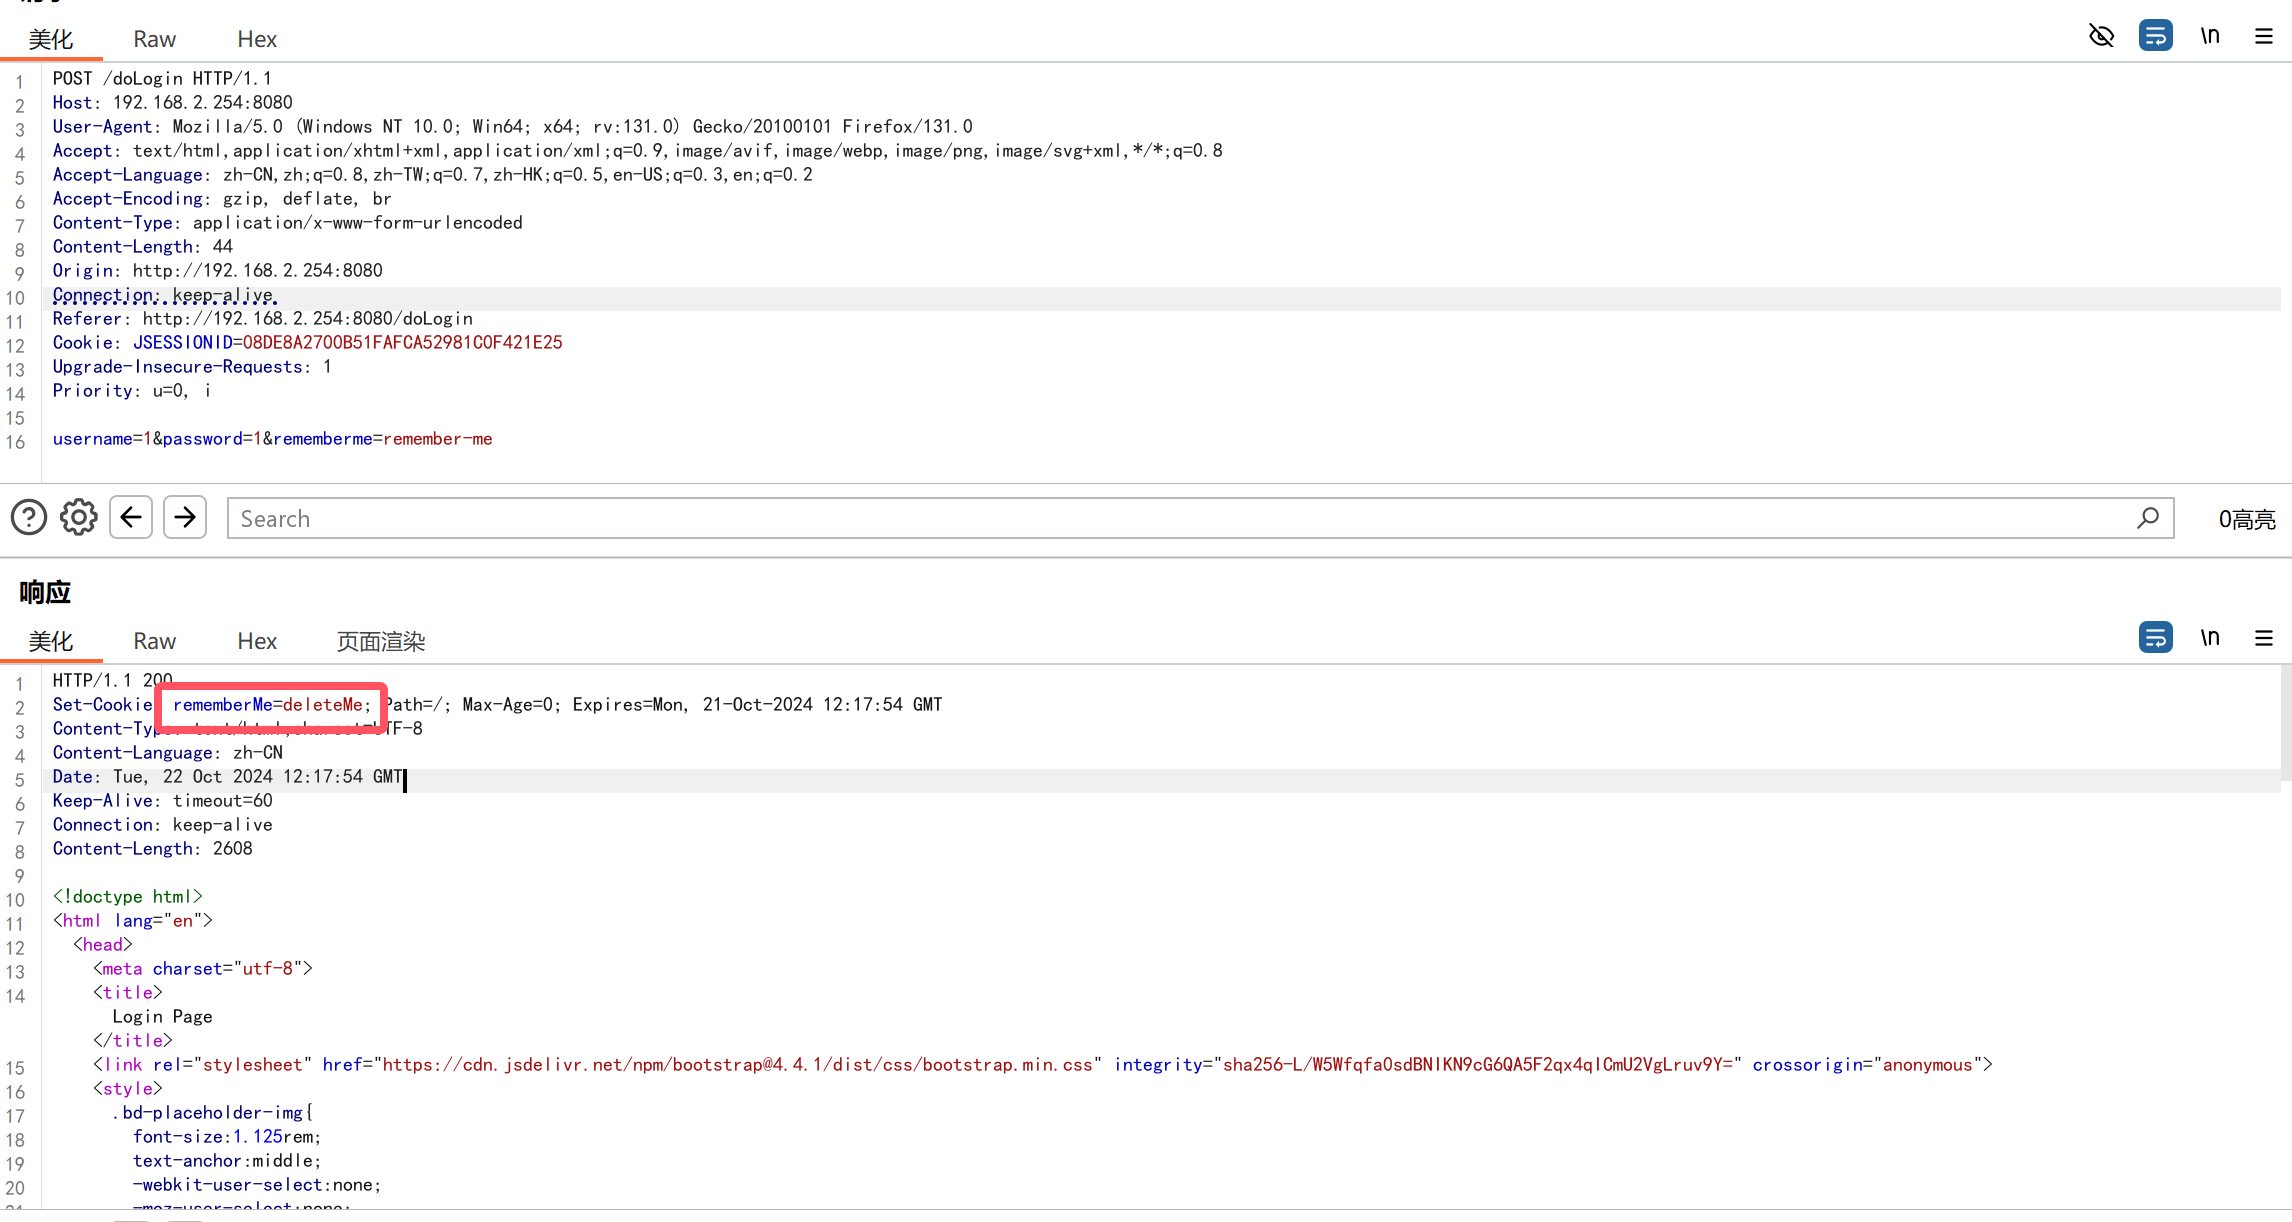 美化 Raw Hex \n
1 POST /doLogin HTTP/1.1
2 Host: 192.168.2.254:8080
3 User-Agent: Mozilla/5.0 (Windows NT 10.0; Win64; x64; rv:131.0) Gecko/20100101 Firefox/131.0
4 Accept: text/html,application/xhtml+xml,application/xml;q=0.9,image/avif,image/webp,image/png,image/svg+xml,*/*;q=0.8
5 Accept-Language: zh-CN,zh;q=0.8,zh-TW;q=0.7,zh-HK;q=0.5,en-US;q=0.3,en;q=0.2
6 Accept-Encoding: gzip, deflate, br
7 Content-Type: application/x-www-form-urlencoded
8 Content-Length: 44
9 Origin: http://192.168.2.254:8080
10 Connection: keep-alive
11 Referer: http://192.168.2.254:8080/doLogin
12 Cookie: JSESSIONID=08DE8A2700B51FAFCA52981C0F421E25
13 Upgrade-Insecure-Requests: 1
14 Priority: u=0, i
15
16 username=1&password=1&rememberme=remember-me
Search 0高亮
响应
美化 Raw Hex 页面渲染 \n
1 HTTP/1.1 200
2 Set-Cookie: rememberMe=deleteMe; Path=/; Max-Age=0; Expires=Mon, 21-Oct-2024 12:17:54 GMT
3 Content-Type: text/html;charset=UTF-8
4 Content-Language: zh-CN
5 Date: Tue, 22 Oct 2024 12:17:54 GMT
6 Keep-Alive: timeout=60
7 Connection: keep-alive
8 Content-Length: 2608
9
10 <!doctype html>
11 <html lang="en">
12 <head>
13 <meta charset="utf-8">
14 <title>
Login Page
</title>
15 <link rel="stylesheet" href="https://cdn.jsdelivr.net/npm/bootstrap@4.4.1/dist/css/bootstrap.min.css" integrity="sha256-L/W5Wfqfa0sdBNIKN9cG6QA5F2qx4qICmU2VgLruv9Y=" crossorigin="anonymous">
16 <style>
17 .bd-placeholder-img{
18 font-size:1.125rem;
19 text-anchor:middle;
20 -webkit-user-select:none;
21 -moz-user-select:none;